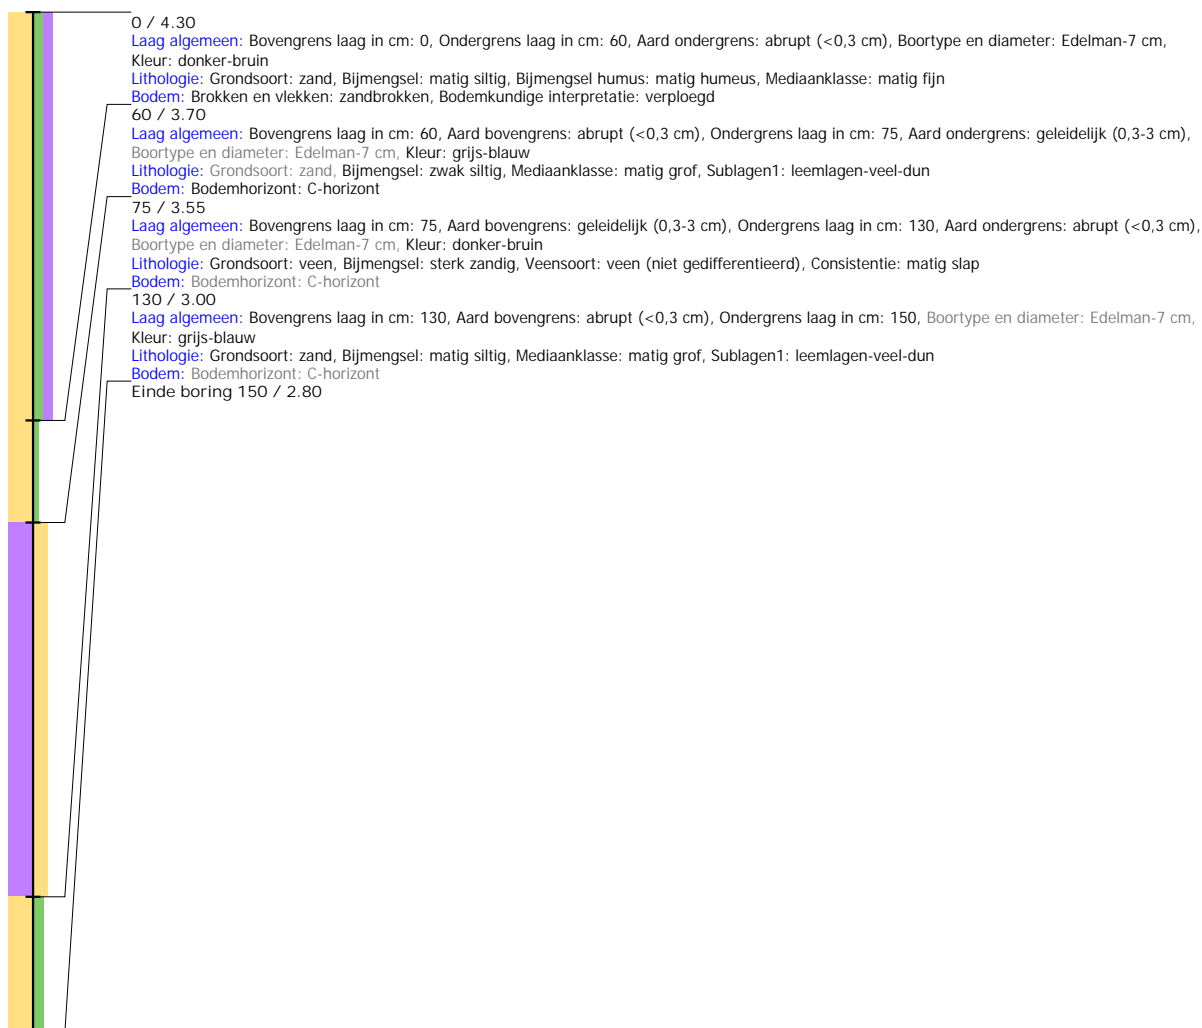 0 / 4.30
Laag algemeen: Bovengrens laag in cm: 0, Ondergrens laag in cm: 60, Aard ondergrens: abrupt (<0,3 cm), Boortype en diameter: Edelman-7 cm,
Kleur: donker-bruin
Lithologie: Grondsoort: zand, Bijmengsel: matig siltig, Bijmengsel humus: matig humeus, Mediaanklasse: matig fijn
Bodem: Brokken en vlekken: zandbrokken, Bodemkundige interpretatie: verploegd
60 / 3.70
Laag algemeen: Bovengrens laag in cm: 60, Aard bovengrens: abrupt (<0,3 cm), Ondergrens laag in cm: 75, Aard ondergrens: geleidelijk (0,3-3 cm),
Boortype en diameter: Edelman-7 cm, Kleur: grijs-blauw
Lithologie: Grondsoort: zand, Bijmengsel: zwak siltig, Mediaanklasse: matig grof, Sublagen1: leemlagen-veel-dun
Bodem: Bodemhorizont: C-horizont
75 / 3.55
Laag algemeen: Bovengrens laag in cm: 75, Aard bovengrens: geleidelijk (0,3-3 cm), Ondergrens laag in cm: 130, Aard ondergrens: abrupt (<0,3 cm),
Boortype en diameter: Edelman-7 cm, Kleur: donker-bruin
Lithologie: Grondsoort: veen, Bijmengsel: sterk zandig, Veensoort: veen (niet gedifferentieerd), Consistentie: matig slap
Bodem: Bodemhorizont: C-horizont
130 / 3.00
Laag algemeen: Bovengrens laag in cm: 130, Aard bovengrens: abrupt (<0,3 cm), Ondergrens laag in cm: 150, Boortype en diameter: Edelman-7 cm,
Kleur: grijs-blauw
Lithologie: Grondsoort: zand, Bijmengsel: matig siltig, Mediaanklasse: matig grof, Sublagen1: leemlagen-veel-dun
Bodem: Bodemhorizont: C-horizont
Einde boring 150 / 2.80